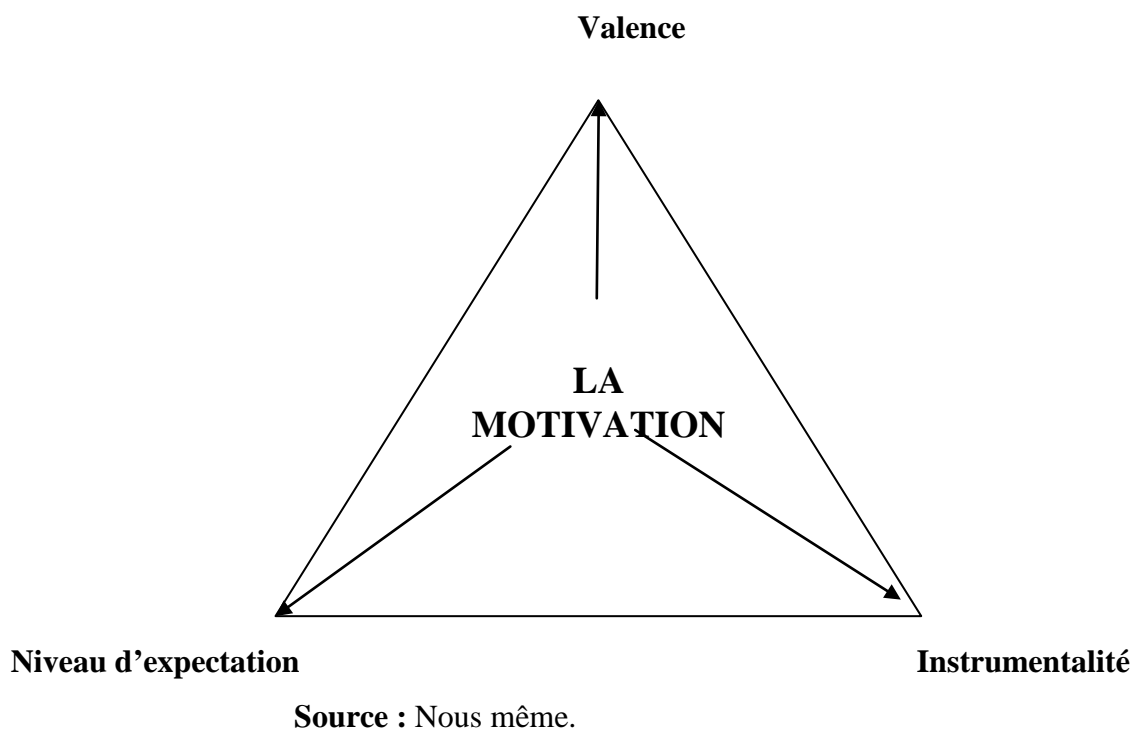 Valence
LA
MOTIVATION
Niveau d’expectation
Instrumentalité
Source : Nous même.